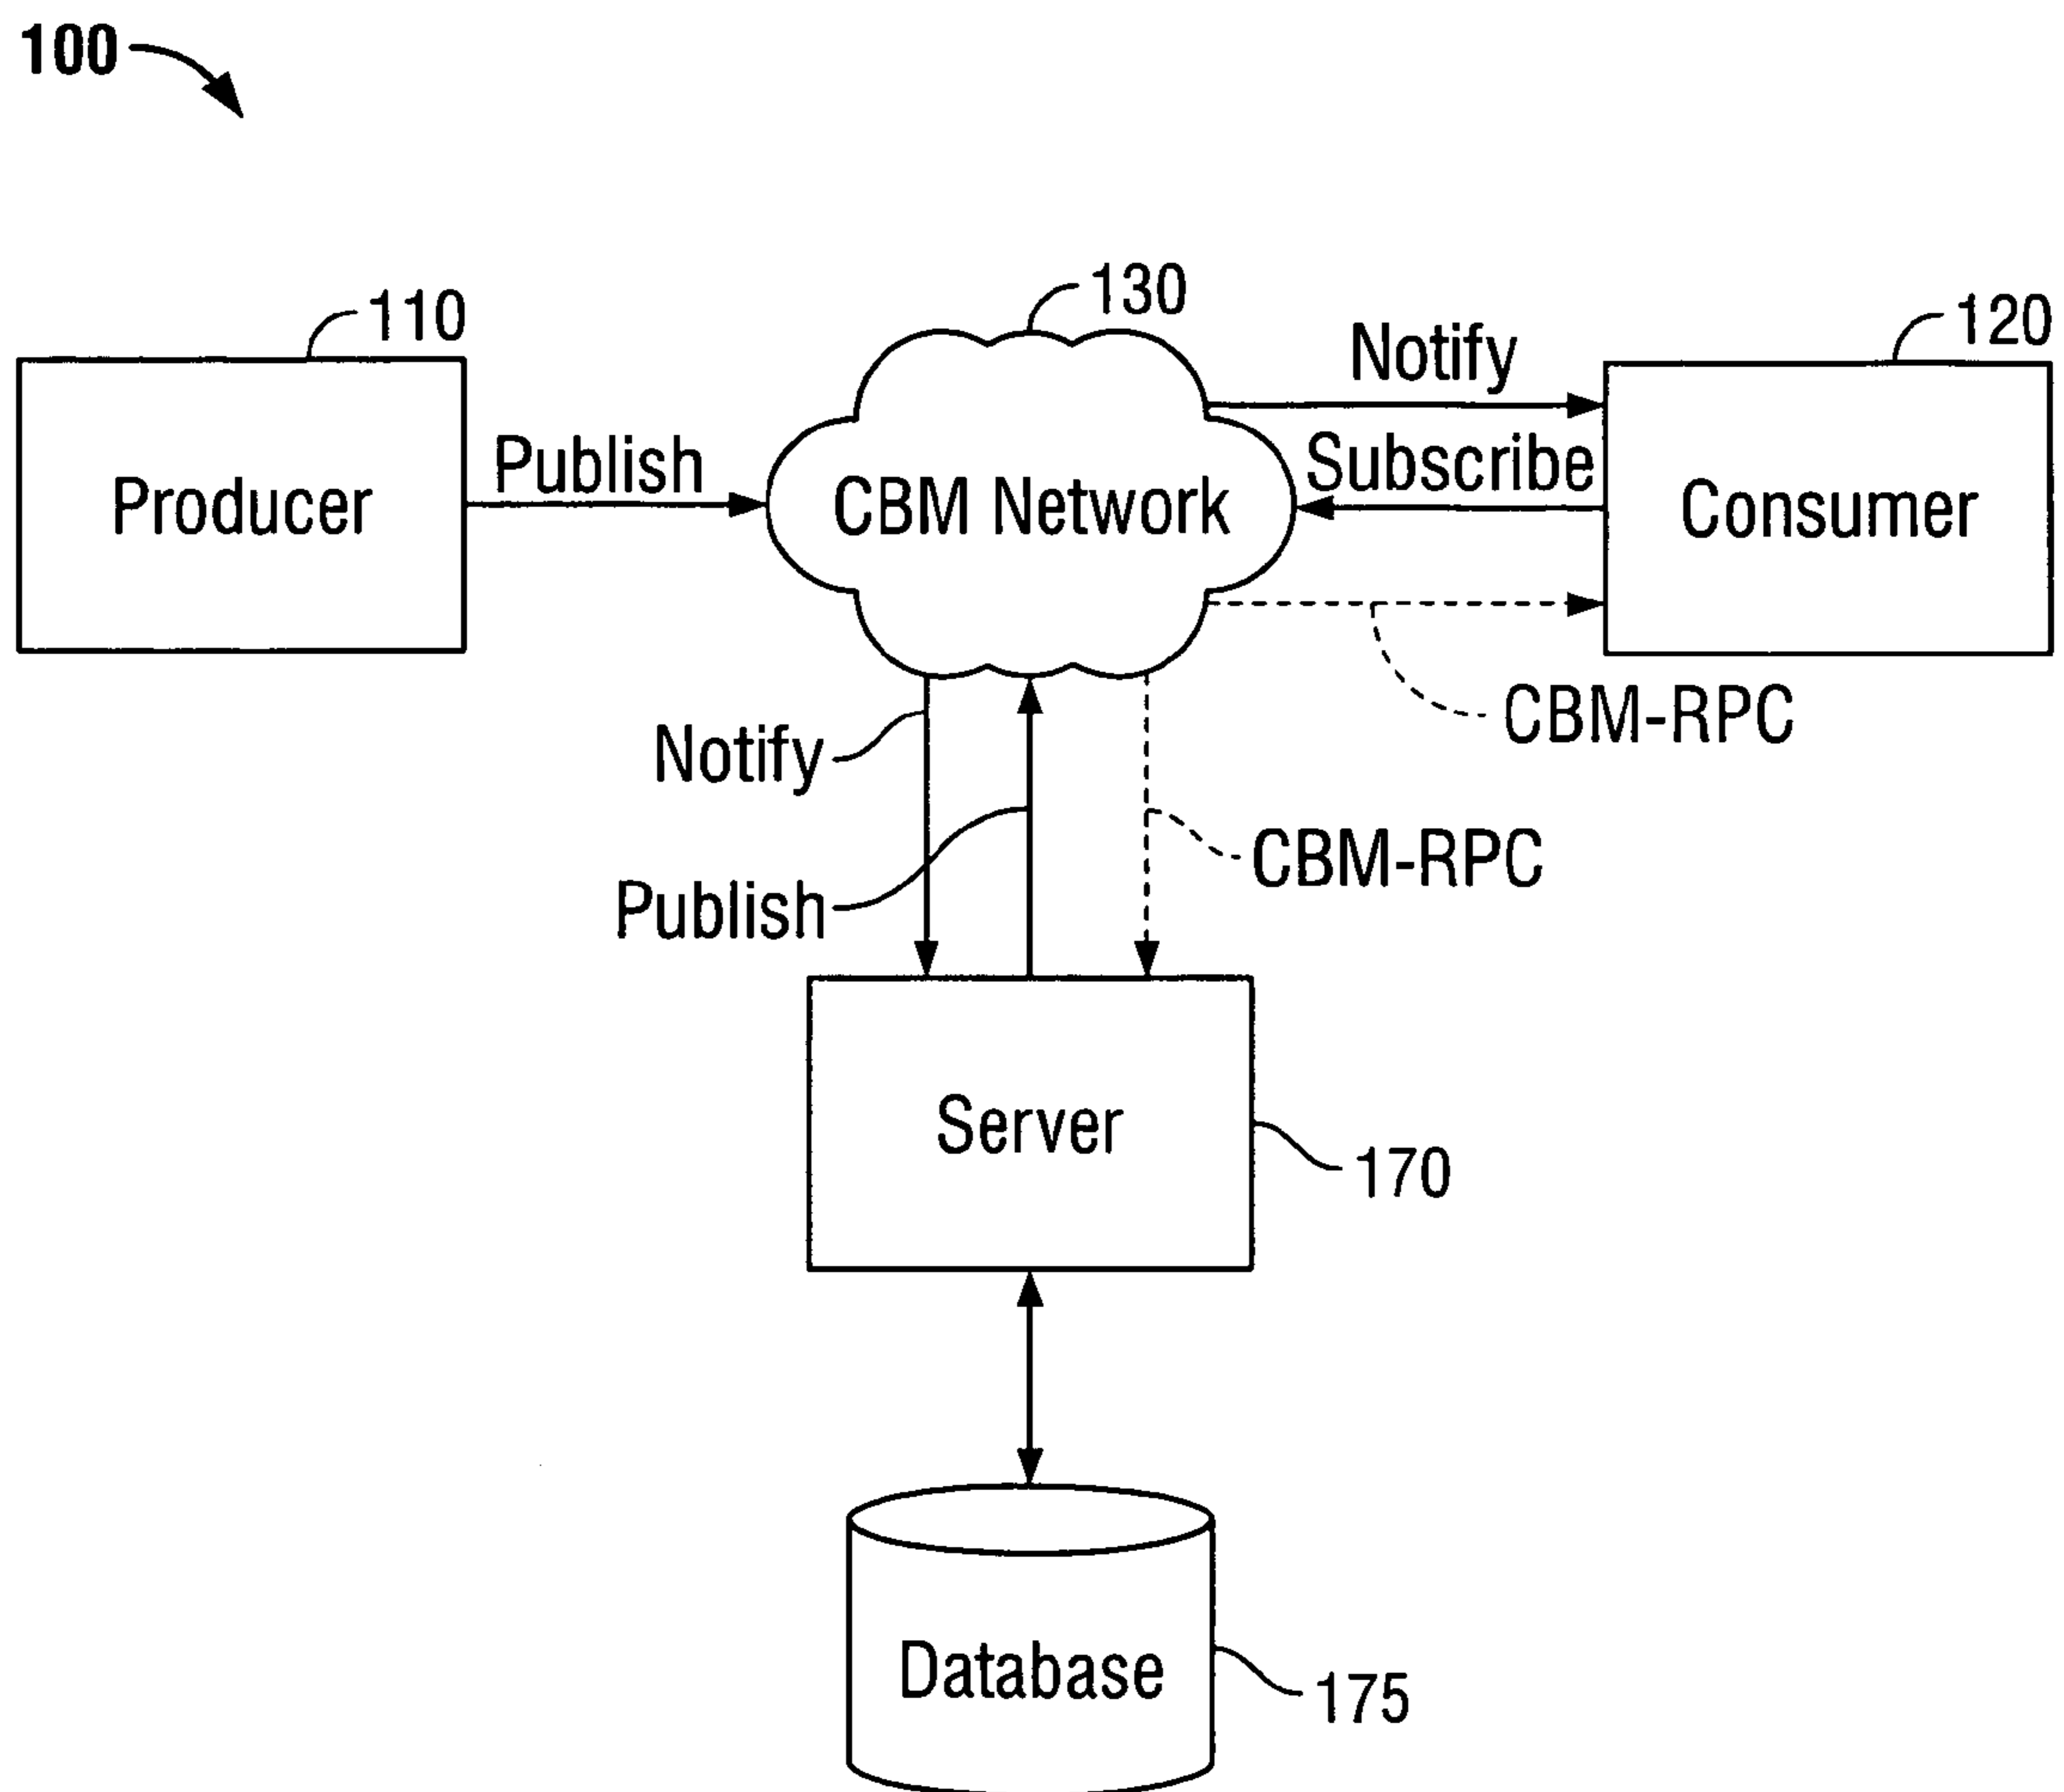 100
110
130
120
Notify
Publish
Subscribe
Producer
CBM Network
Consumer
CBM-RPC
Notify
CBM-RPC
Publish
Server
170
Database
175